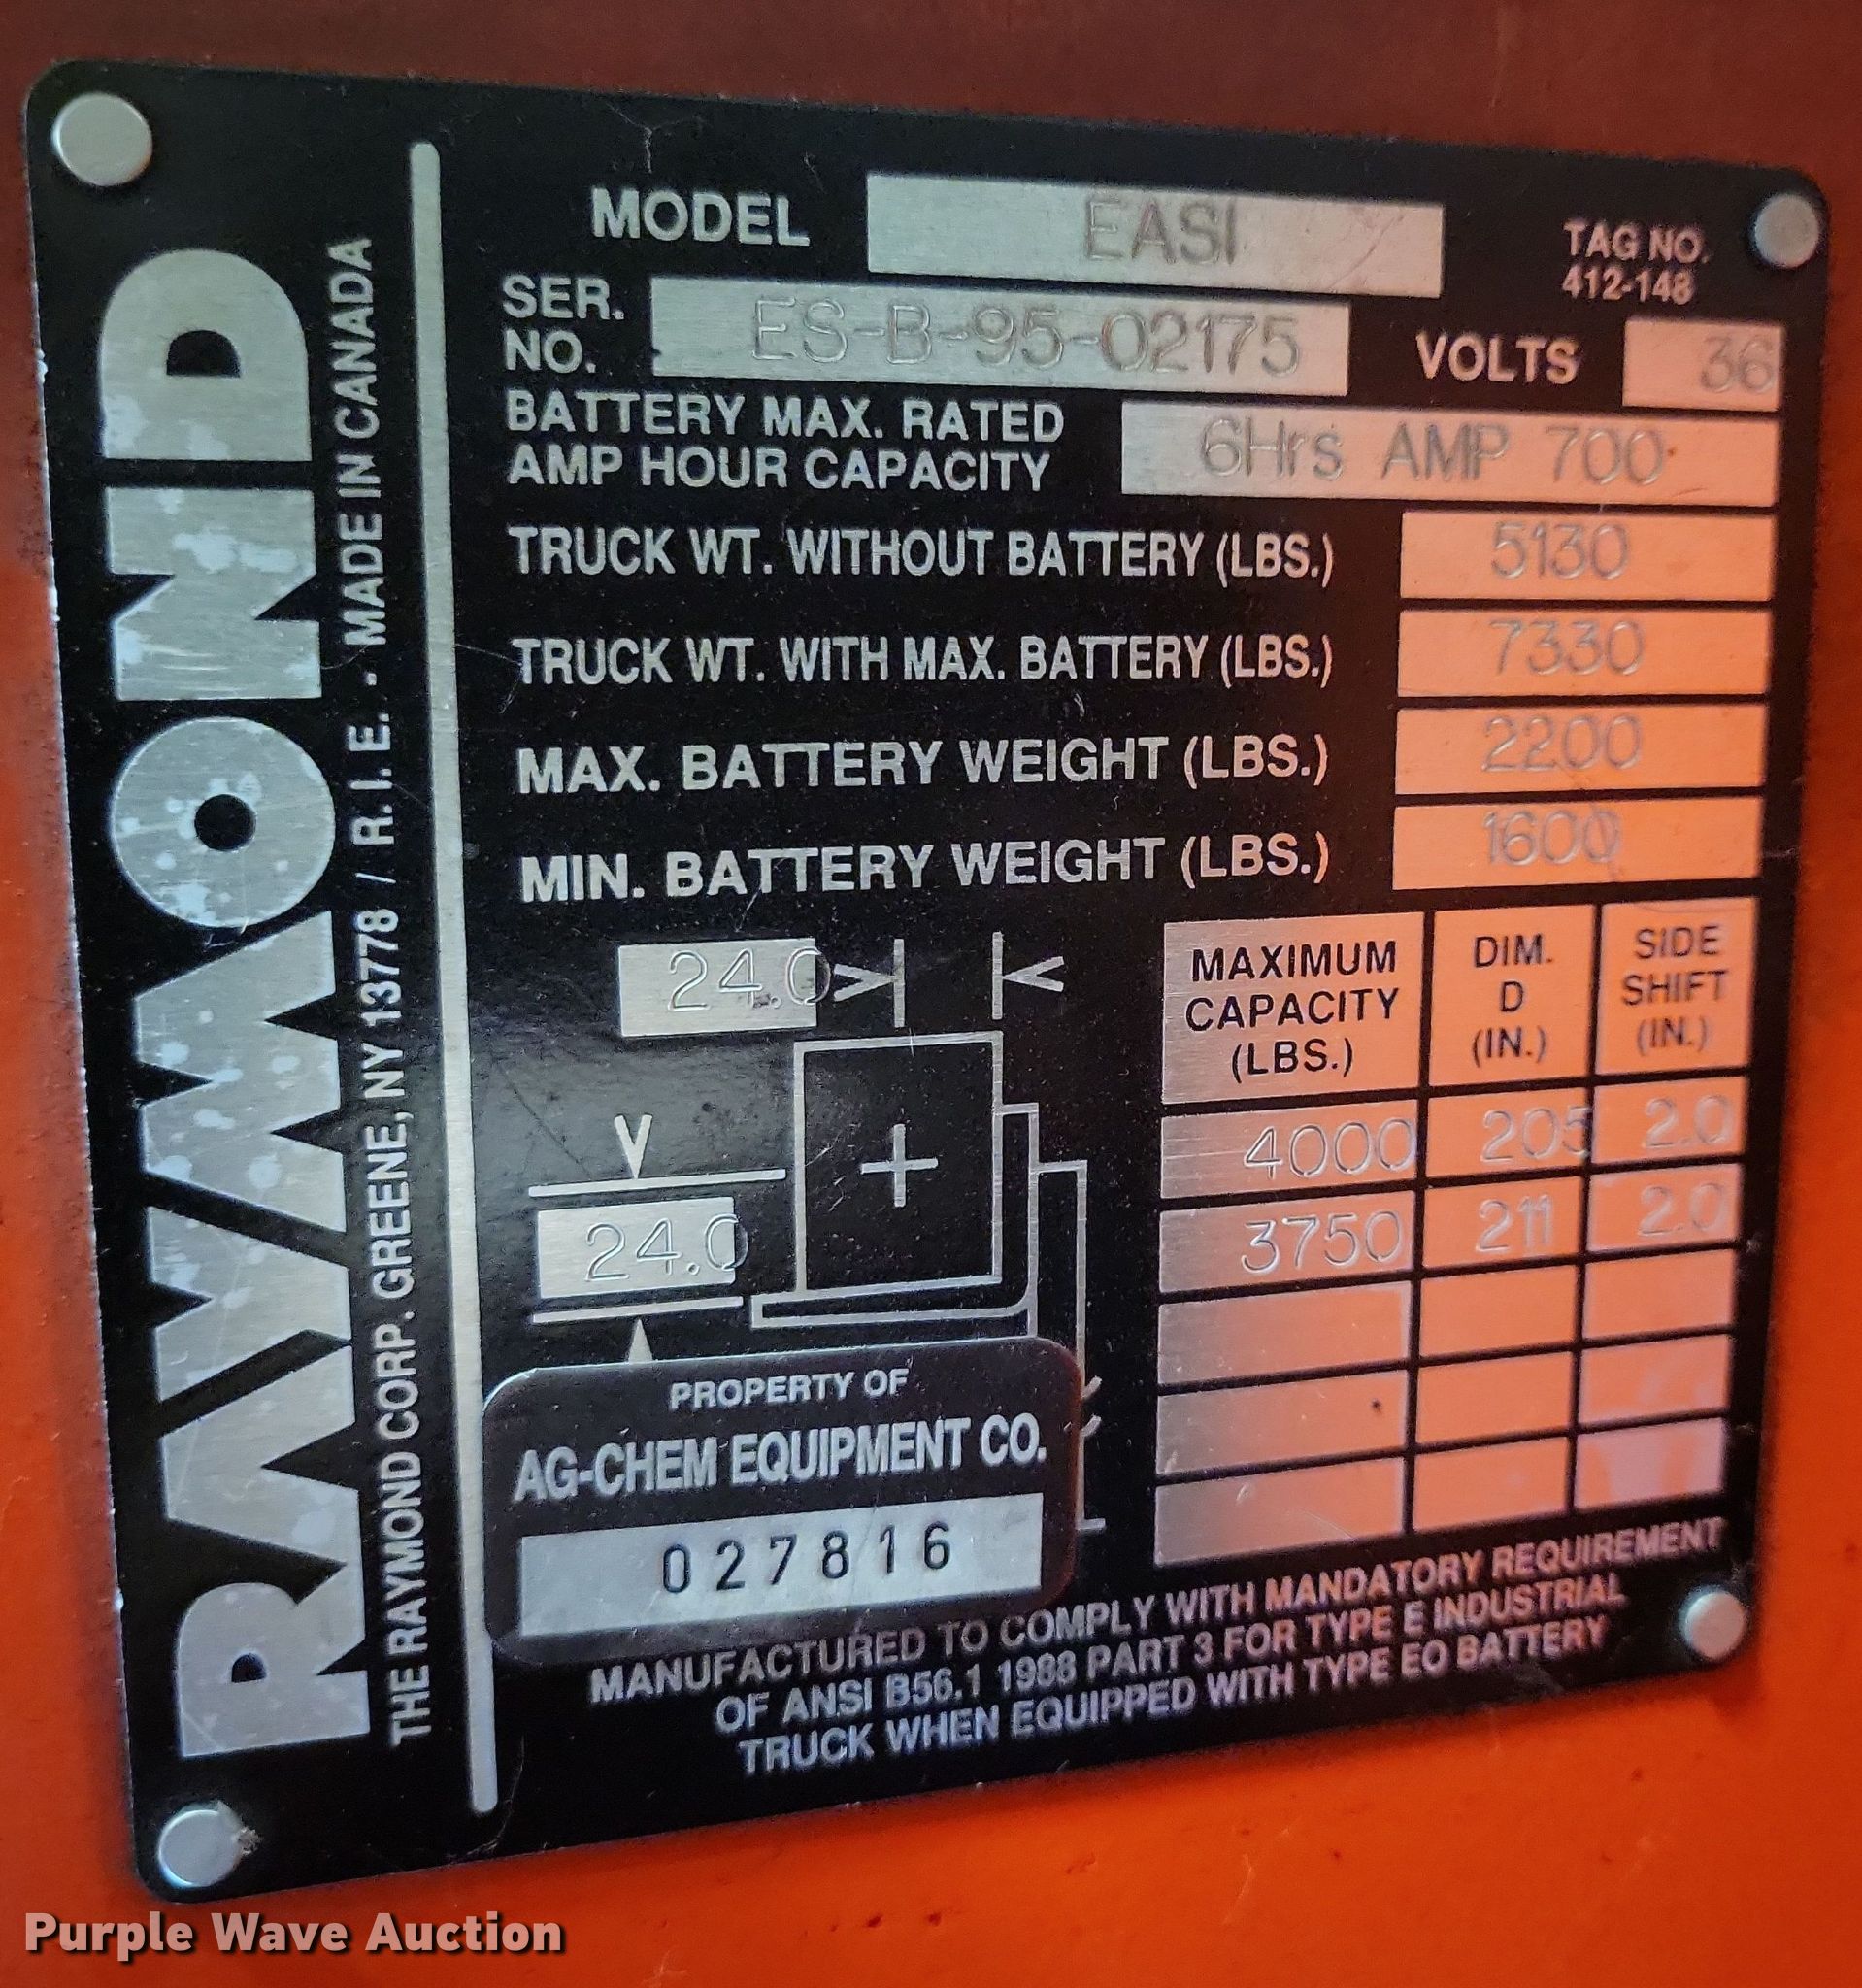 RAYMOND
THE RAYMOND CORP. GREENE, NY 13778 / R.I.E. - MADE IN CANADA
MODEL EASI
TAG NO.
412-148
SER.
NO. ES-B-95-02175
VOLTS 36
BATTERY MAX. RATED
AMP HOUR CAPACITY 6Hrs AMP 700
TRUCK WT. WITHOUT BATTERY (LBS.) 5130
TRUCK WT. WITH MAX. BATTERY (LBS.) 7330
MAX. BATTERY WEIGHT (LBS.) 2200
MIN. BATTERY WEIGHT (LBS.) 1600
24.0
24.0
MAXIMUM
CAPACITY
(LBS.)
DIM.
D
(IN.)
SIDE
SHIFT
(IN.)
4000 205 2.0
3750 211 2.0
PROPERTY OF
AG-CHEM EQUIPMENT CO.
027816
MANUFACTURED TO COMPLY WITH MANDATORY REQUIREMENT
OF ANSI B56.1 1988 PART 3 FOR TYPE E INDUSTRIAL
TRUCK WHEN EQUIPPED WITH TYPE EO BATTERY
Purple Wave Auction